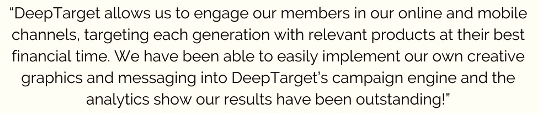 “DeepTarget allows us to engage our members in our online and mobile
channels, targeting each generation with relevant products at their best
financial time. We have been able to easily implement our own creative
graphics and messaging into DeepTarget’s campaign engine and the
analytics show our results have been outstanding!”